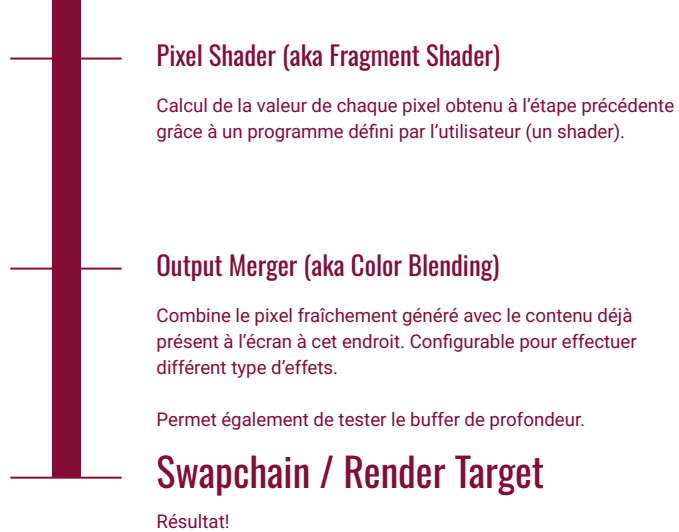 Pixel Shader (aka Fragment Shader)
Calcul de la valeur de chaque pixel obtenu à l'étape précédente
grâce à un programme défini par l'utilisateur (un shader).
Output Merger (aka Color Blending)
Combine le pixel fraîchement généré avec le contenu déjà
présent à l'écran à cet endroit. Configurable pour effectuer
différent type d'effets.
Permet également de tester le buffer de profondeur.
Swapchain / Render Target
Résultat!